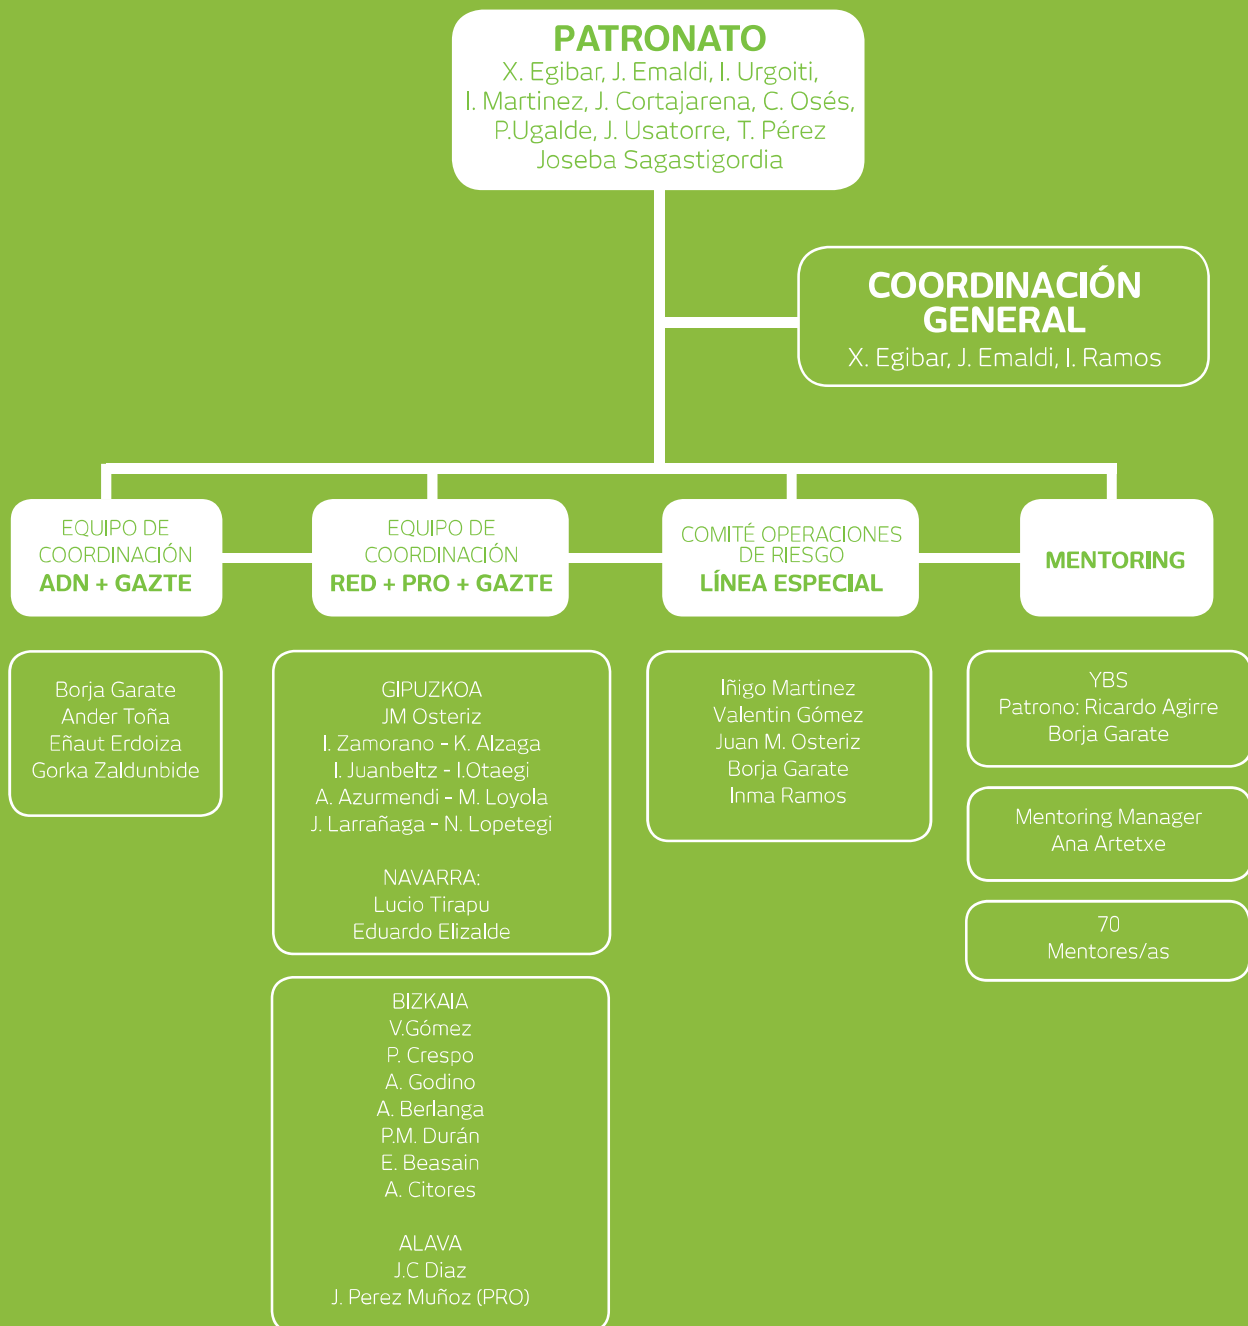 PATRONATO
X. Egibar, J. Emaldi, I. Urgoiti,
I. Martinez, J. Cortajarena, C. Osés,
P.Ugalde, J. Usatorre, T. Pérez
Joseba Sagastigordia
COORDINACIÓN
GENERAL
X. Egibar, J. Emaldi, I. Ramos
EQUIPO DE
COORDINACIÓN
ADN + GAZTE
EQUIPO DE
COORDINACIÓN
RED + PRO + GAZTE
COMITÉ OPERACIONES
DE RIESGO
LÍNEA ESPECIAL
MENTORING
Borja Garate
Ander Toña
Eñaut Erdoiza
Gorka Zaldunbide
GIPUZKOA
JM Osteriz
I. Zamorano - K. Alzaga
I. Juanbeltz - I.Otaegi
A. Azurmendi - M. Loyola
J. Larrañaga - N. Lopetegi
NAVARRA:
Lucio Tirapu
Eduardo Elizalde
BIZKAIA
V.Gómez
P. Crespo
A. Godino
A. Berlanga
P.M. Durán
E. Beasain
A. Citores
ALAVA
J.C Diaz
J. Perez Muñoz (PRO)
Iñigo Martinez
Valentin Gómez
Juan M. Osteriz
Borja Garate
Inma Ramos
YBS
Patrono: Ricardo Agirre
Borja Garate
Mentoring Manager
Ana Artetxe
70
Mentores/as